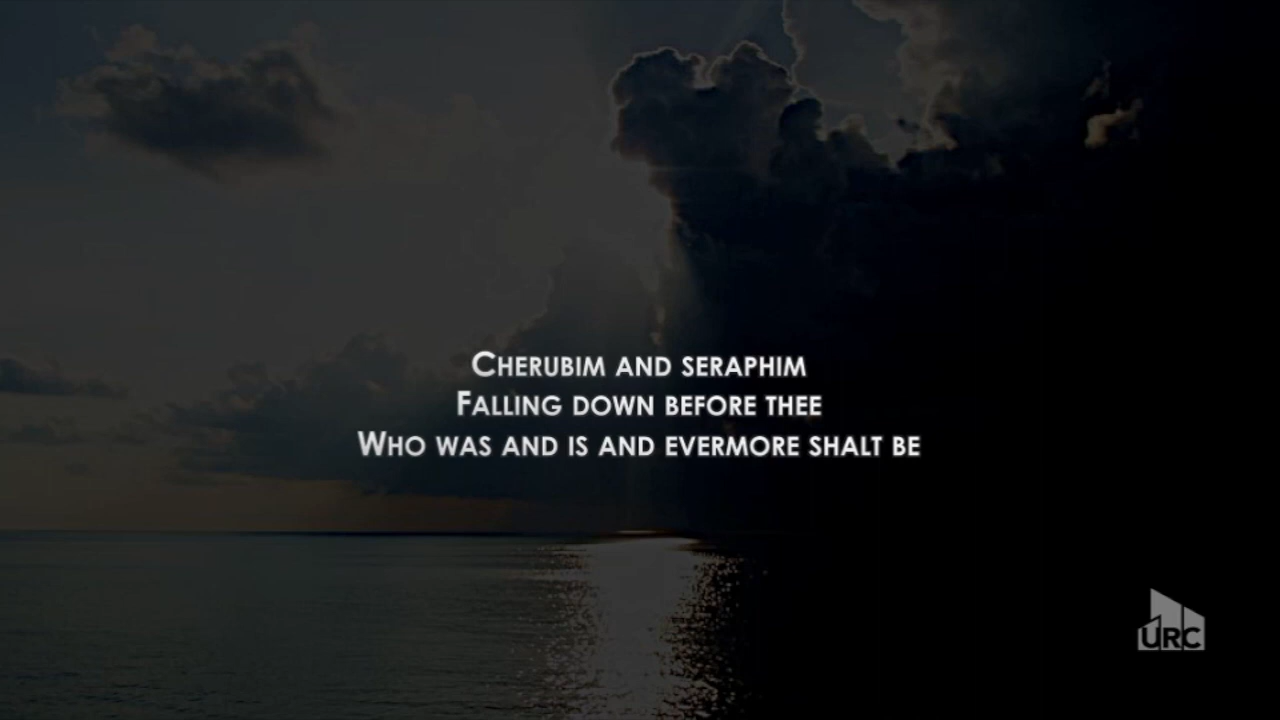 Cherubim and seraphim
Falling down before thee
Who was and is and evermore shalt be
URC